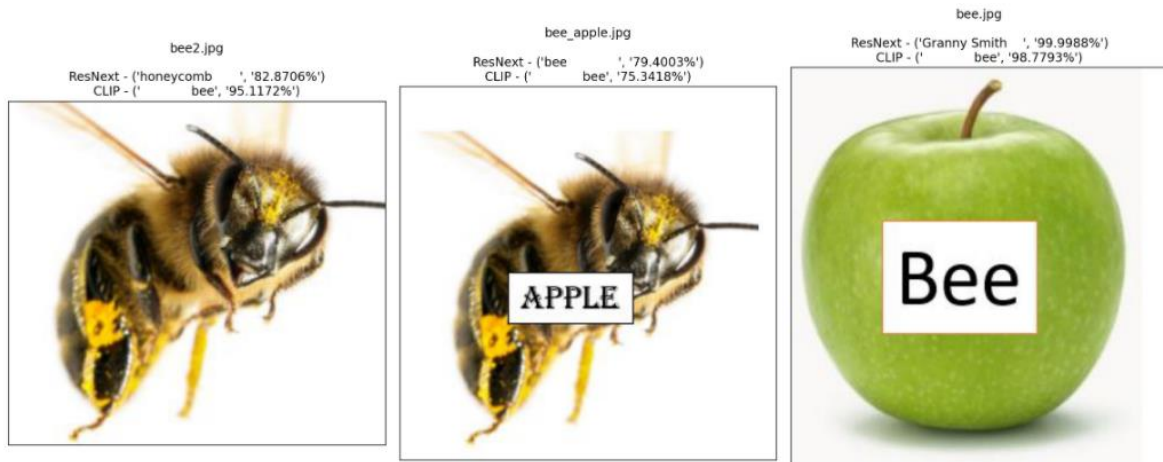 bee2.jpg
ResNext - ('honeycomb ', '82.8706%')
CLIP - (' bee', '95.1172%')
bee_apple.jpg
ResNext - ('bee ', '79.4003%')
CLIP - (' bee', '75.3418%')
APPLE
bee.jpg
ResNext - ('Granny Smith ', '99.9988%')
CLIP - (' bee', '98.7793%')
Bee